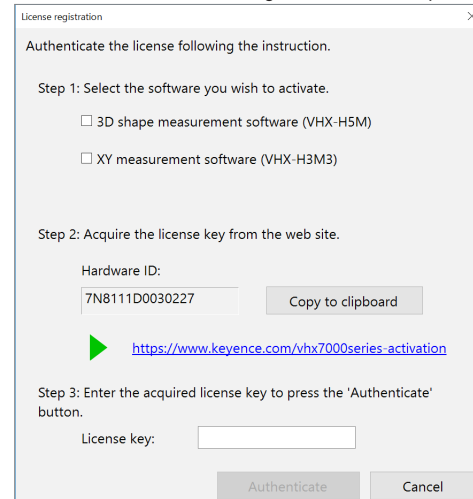 License registration
Authenticate the license following the instruction.
Step 1: Select the software you wish to activate.
3D shape measurement software (VHX-H5M)
XY measurement software (VHX-H3M3)
Step 2: Acquire the license key from the web site.
Hardware ID:
7N8111D0030227
Copy to clipboard
https://www.keyence.com/vhx7000series-activation
Step 3: Enter the acquired license key to press the 'Authenticate'
button.
License key:
Authenticate
Cancel